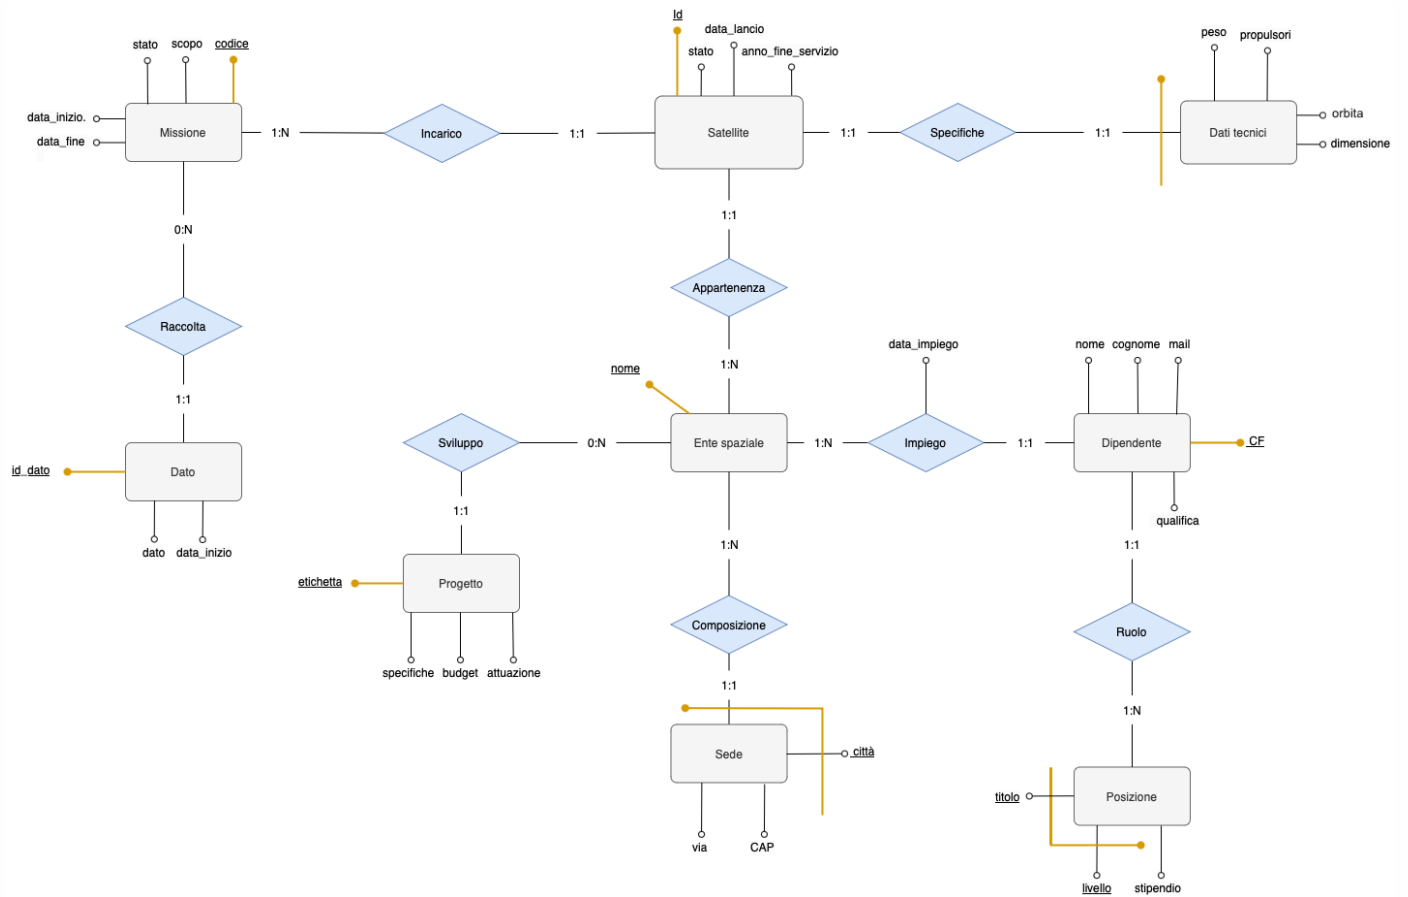 Id
data_lancio
stato
anno_fine_servizio
stato
scopo
codice
peso
propulsori
data_inizio.
data_fine
Missione
1:N
Incarico
1:1
Satellite
1:1
Specifiche
1:1
Dati tecnici
orbita
dimensione
0:N
1:1
Raccolta
Appartenenza
1:1
1:N
data_impiego
nome
nome
cognome
mail
id_dato
Dato
dato
data_inizio
Sviluppo
0:N
Ente spaziale
1:N
Impiego
1:1
Dipendente
CF
qualifica
1:1
1:N
1:1
etichetta
Progetto
specifiche
budget
attuazione
Composizione
Ruolo
1:1
1:N
Sede
città
via
CAP
titolo
Posizione
livello
stipendio